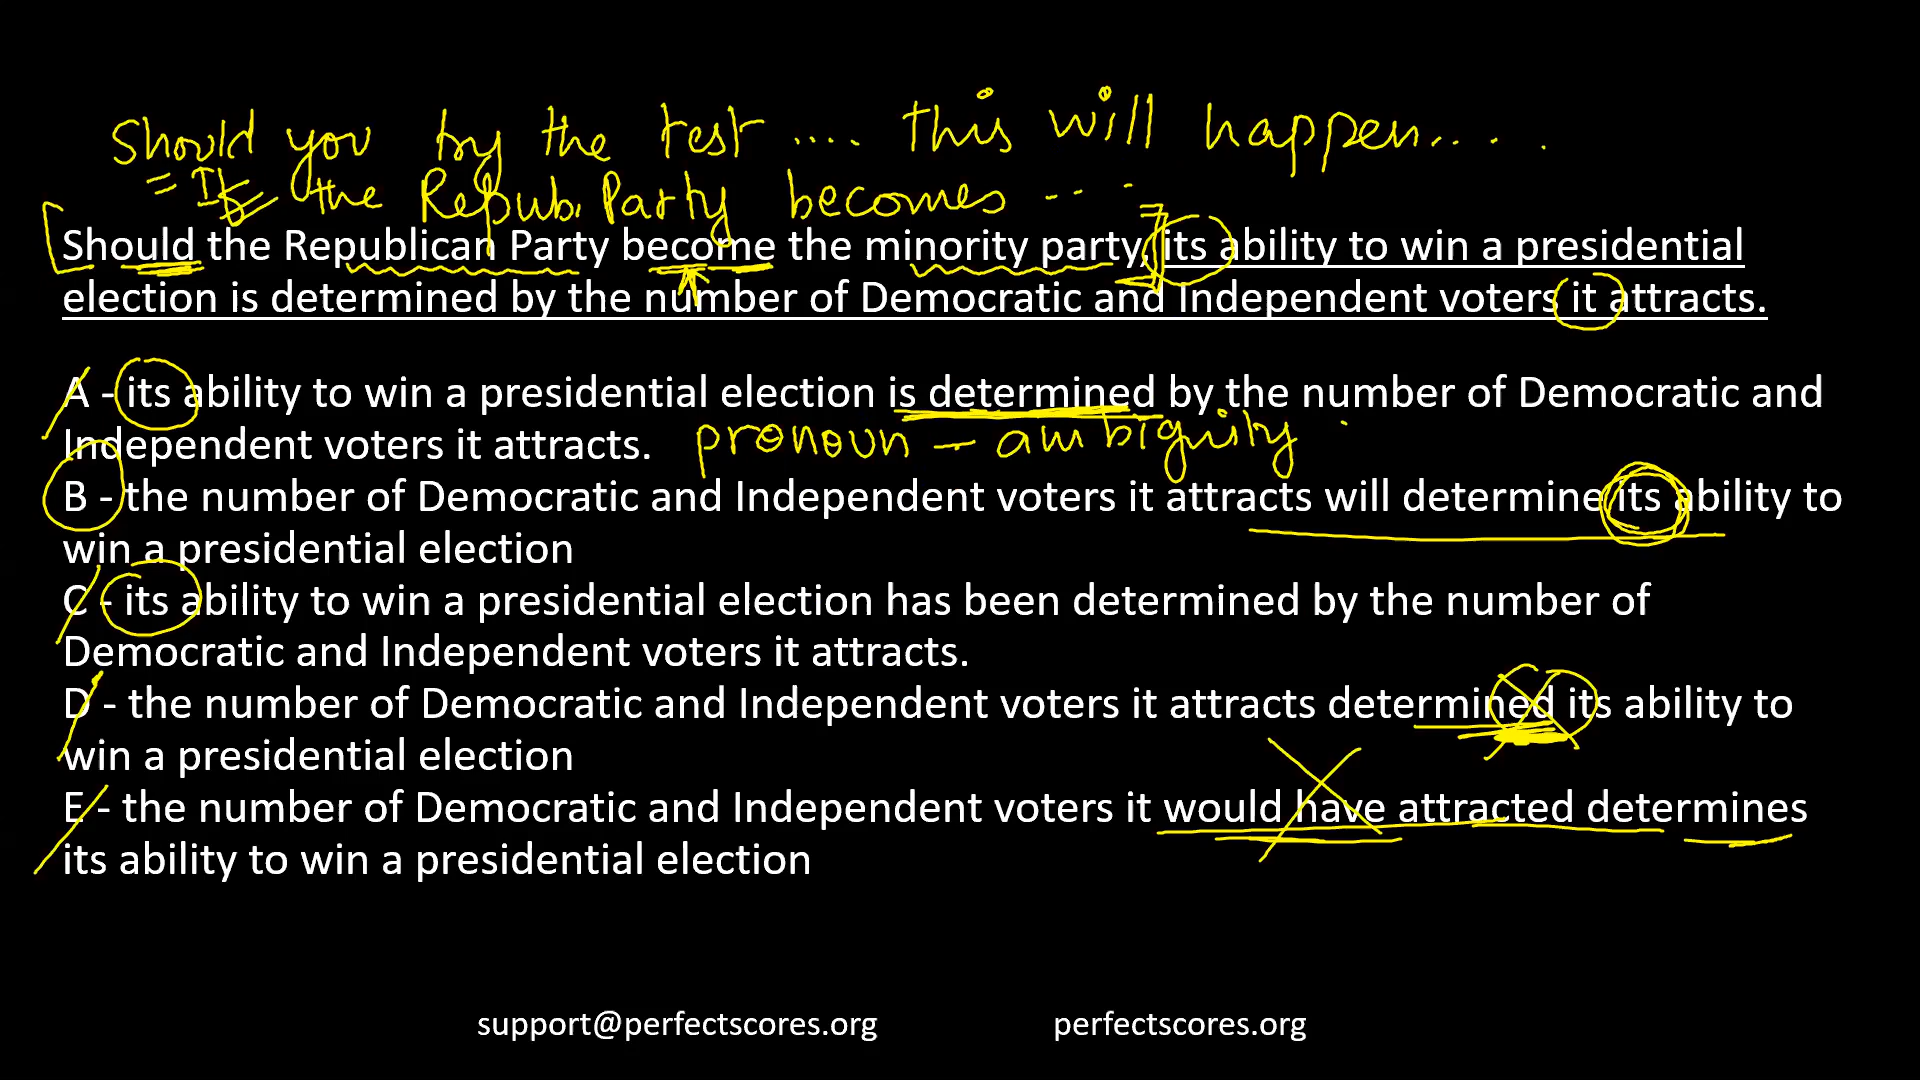 Should you try the test .... this will happen....
= If the Repub. Party becomes ...
Should the Republican Party become the minority party, its ability to win a presidential
election is determined by the number of Democratic and Independent voters it attracts.
A - its ability to win a presidential election is determined by the number of Democratic and
Independent voters it attracts. pronoun - ambiguity
B - the number of Democratic and Independent voters it attracts will determine its ability to
win a presidential election
C - its ability to win a presidential election has been determined by the number of
Democratic and Independent voters it attracts.
D - the number of Democratic and Independent voters it attracts determined its ability to
win a presidential election
E - the number of Democratic and Independent voters it would have attracted determines
its ability to win a presidential election
support@perfectscores.org perfectscores.org